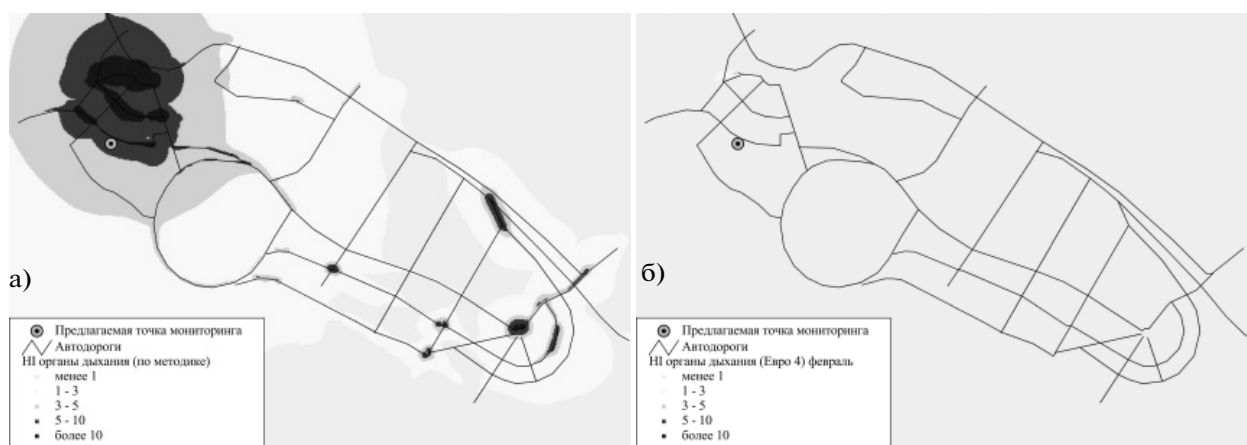 а)
Предлагаемая точка мониторинга
Автодороги
HI органы дыхания (по методике)
менее 1
1 - 3
3 - 5
5 - 10
более 10
б)
Предлагаемая точка мониторинга
Автодороги
HI органы дыхания (Евро 4) февраль
менее 1
1 - 3
3 - 5
5 - 10
более 10